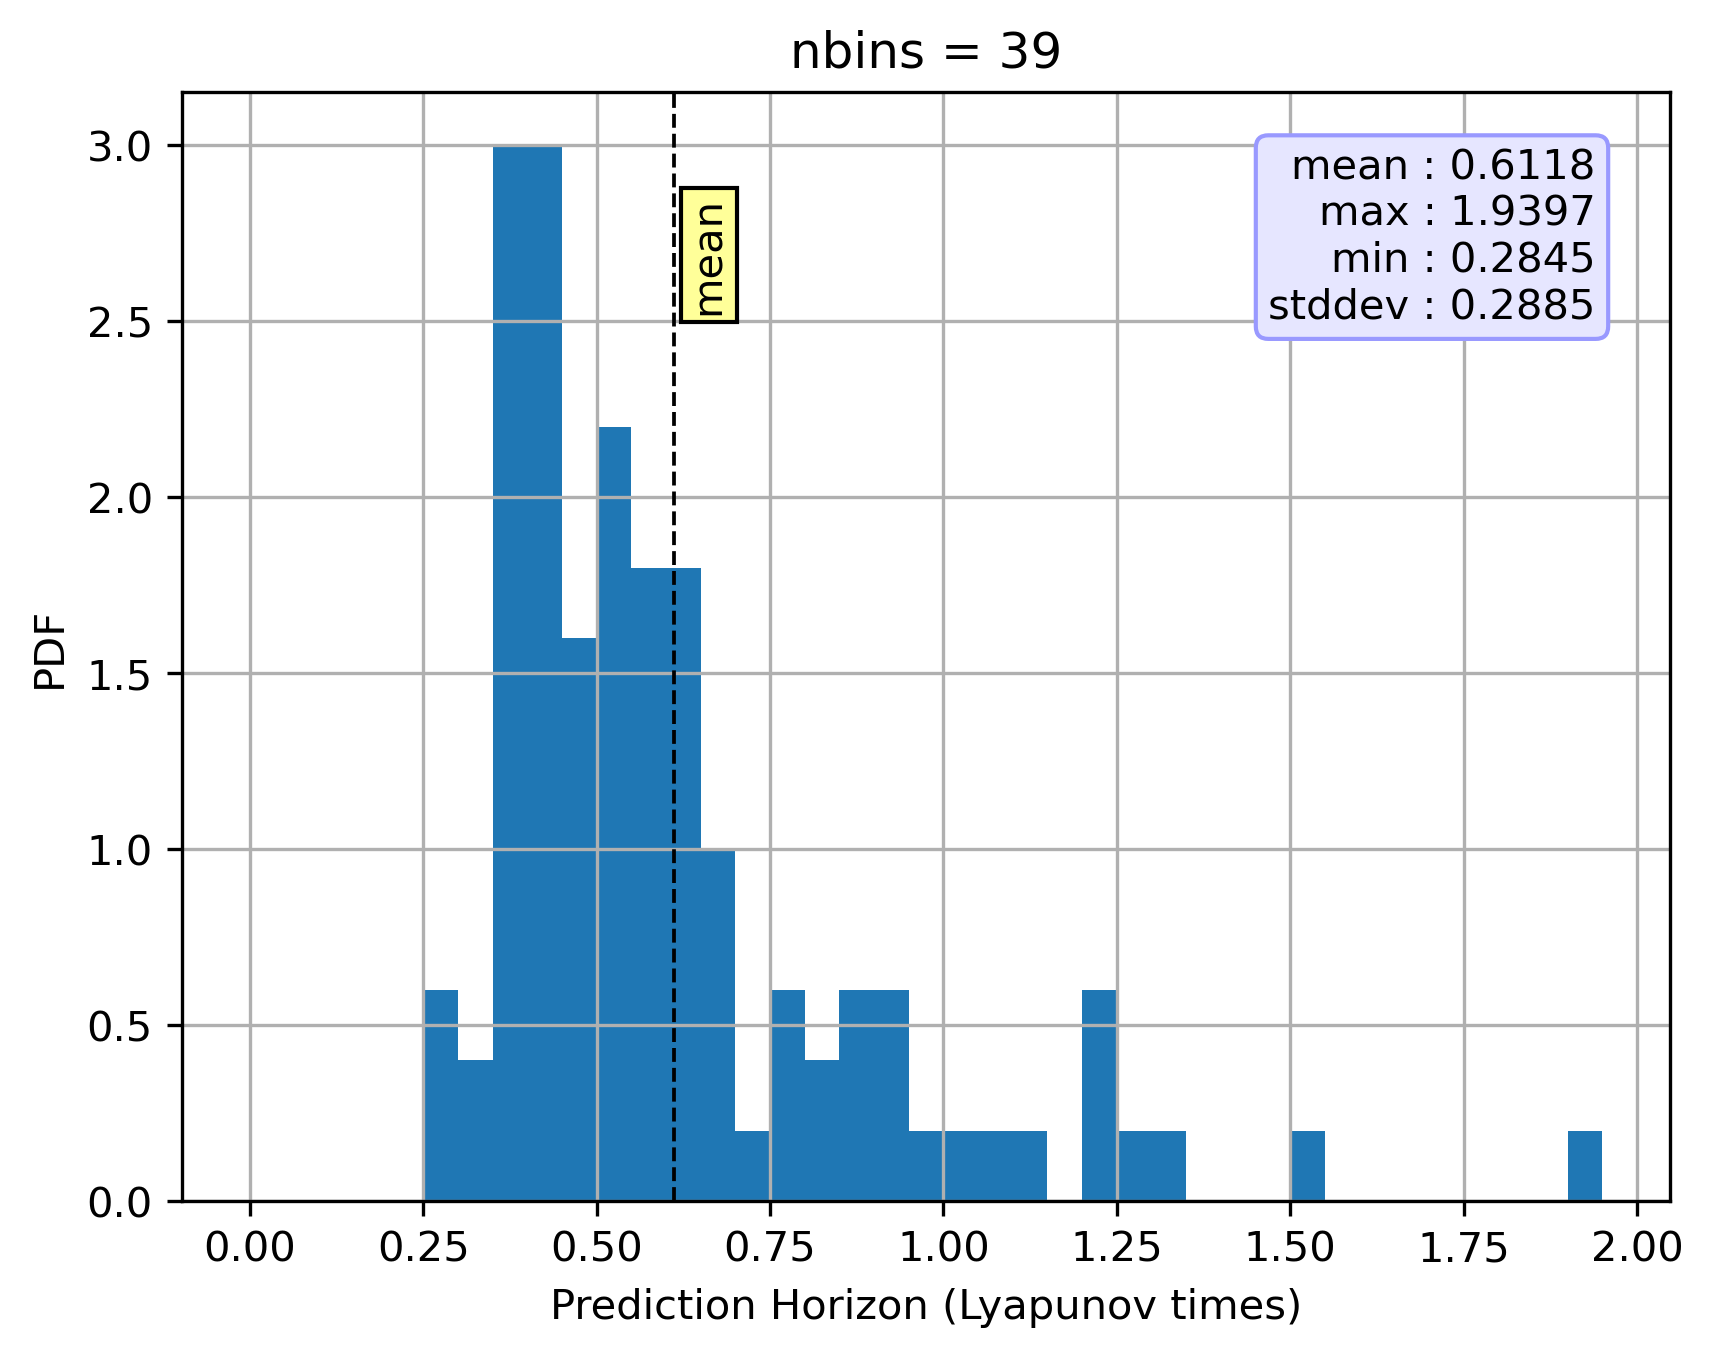 nbins = 39
mean : 0.6118
max : 1.9397
min : 0.2845
stddev : 0.2885
mean
PDF
3.0
2.5
2.0
1.5
1.0
0.5
0.0
0.00 0.25 0.50 0.75 1.00 1.25 1.50 1.75 2.00
Prediction Horizon (Lyapunov times)